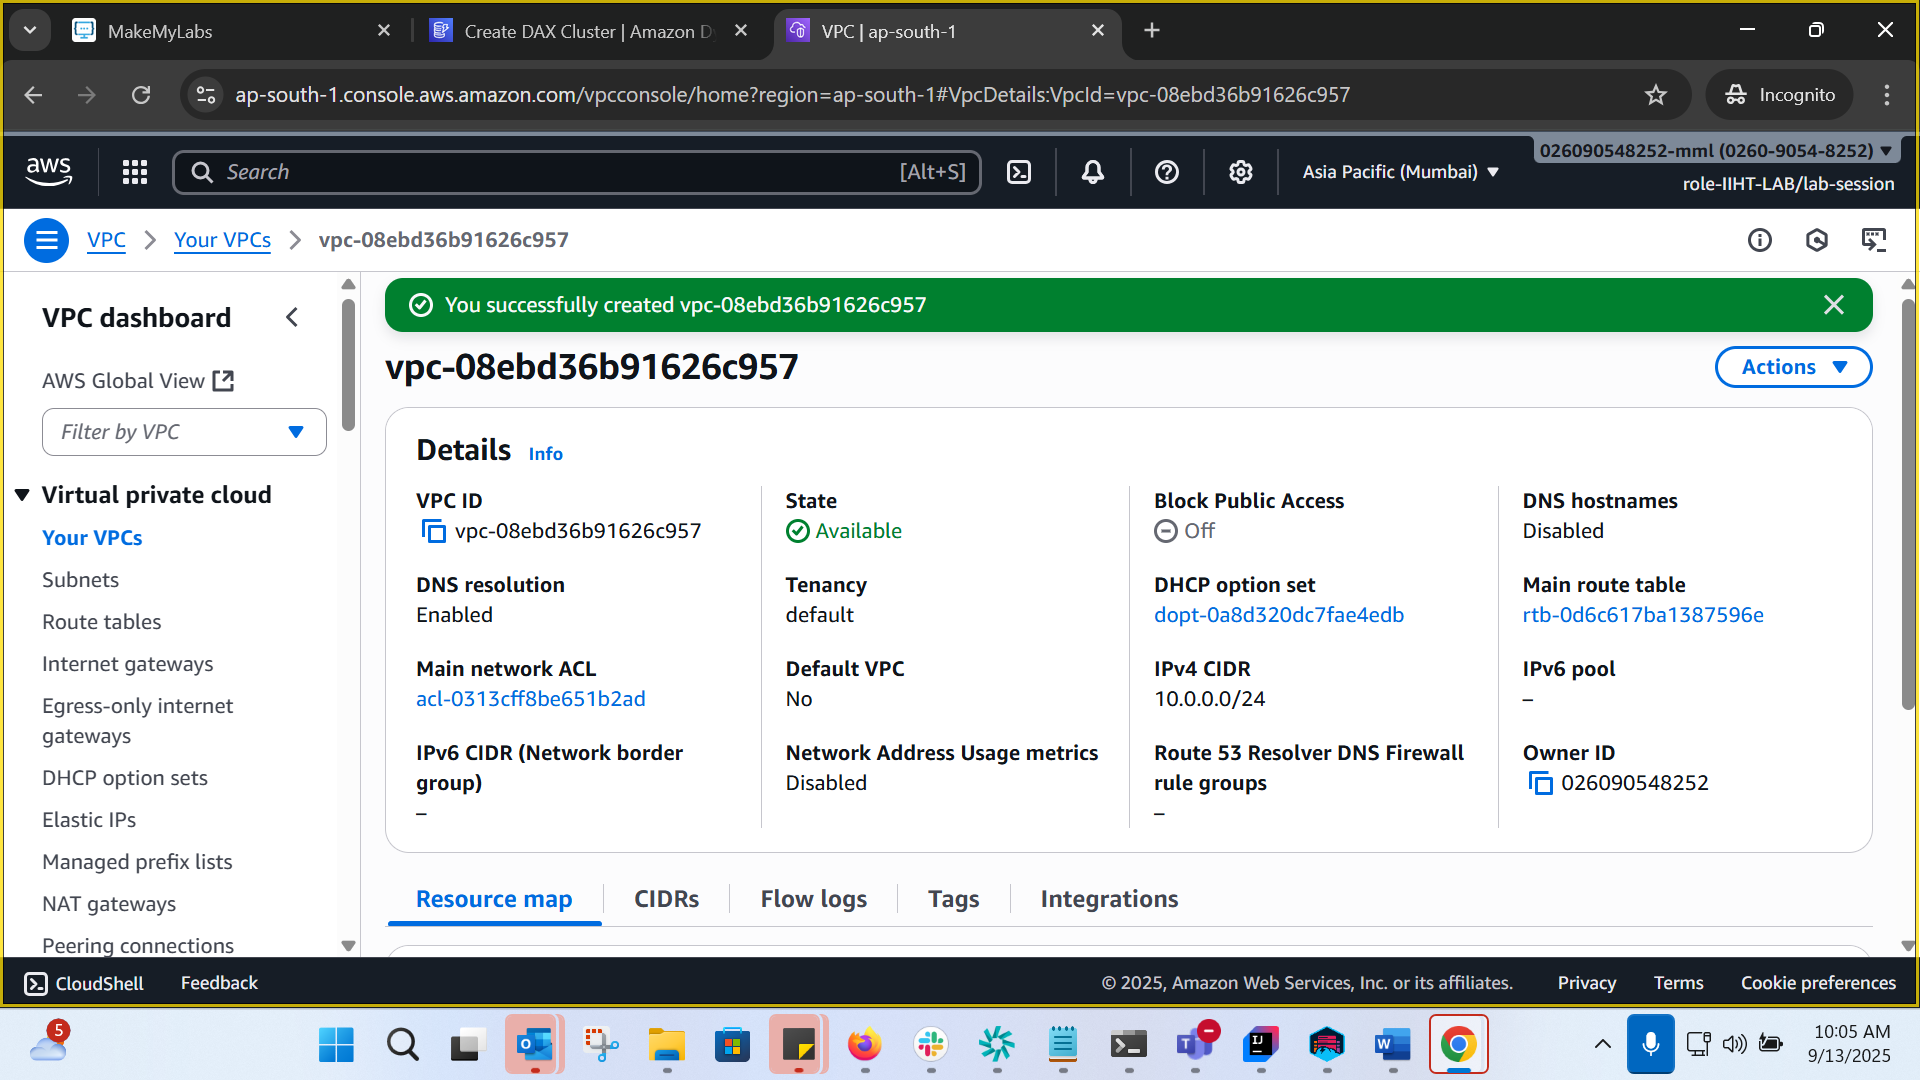 MakeMyLabs
Create DAX Cluster | Amazon D
VPC | ap-south-1
ap-south-1.console.aws.amazon.com/vpcconsole/home?region=ap-south-1#VpcDetails:VpcId=vpc-08ebd36b91626c957
Incognito
aws
Search
[Alt+S]
Asia Pacific (Mumbai)
026090548252-mml (0260-9054-8252)
role-IIHT-LAB/lab-session
VPC
Your VPCs
vpc-08ebd36b91626c957
VPC dashboard
AWS Global View
Filter by VPC
Virtual private cloud
Your VPCs
Subnets
Route tables
Internet gateways
Egress-only internet
gateways
DHCP option sets
Elastic IPs
Managed prefix lists
NAT gateways
Peering connections
You successfully created vpc-08ebd36b91626c957
vpc-08ebd36b91626c957
Actions
Details Info
VPC ID
vpc-08ebd36b91626c957
State
Available
Block Public Access
Off
DNS hostnames
Disabled
DNS resolution
Enabled
Tenancy
default
DHCP option set
dopt-0a8d320dc7fae4edb
Main route table
rtb-0d6c617ba1387596e
Main network ACL
acl-0313cff8be651b2ad
Default VPC
No
IPv4 CIDR
10.0.0.0/24
IPv6 pool
–
IPv6 CIDR (Network border
group)
–
Network Address Usage metrics
Disabled
Route 53 Resolver DNS Firewall
rule groups
–
Owner ID
026090548252
Resource map
CIDRs
Flow logs
Tags
Integrations
CloudShell
Feedback
© 2025, Amazon Web Services, Inc. or its affiliates.
Privacy
Terms
Cookie preferences
5
10:05 AM
9/13/2025